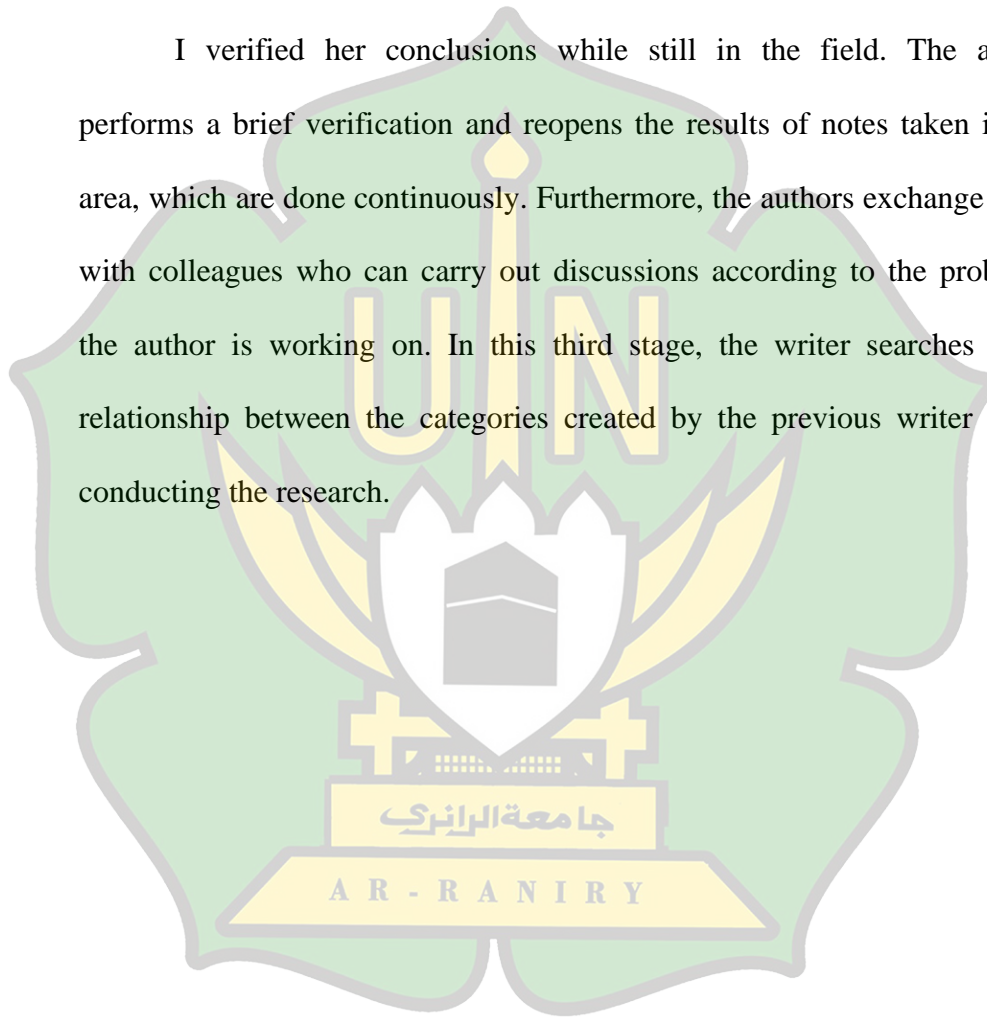 I verified her conclusions while still in the field. The
performs a brief verification and reopens the results of notes taken
area, which are done continuously. Furthermore, the authors exchange
with colleagues who can carry out discussions according to the
the author is working on. In this third stage, the writer searches
relationship between the categories created by the previous writer
conducting the research.
UIN
جامعة الرانري
AR-RANIRY